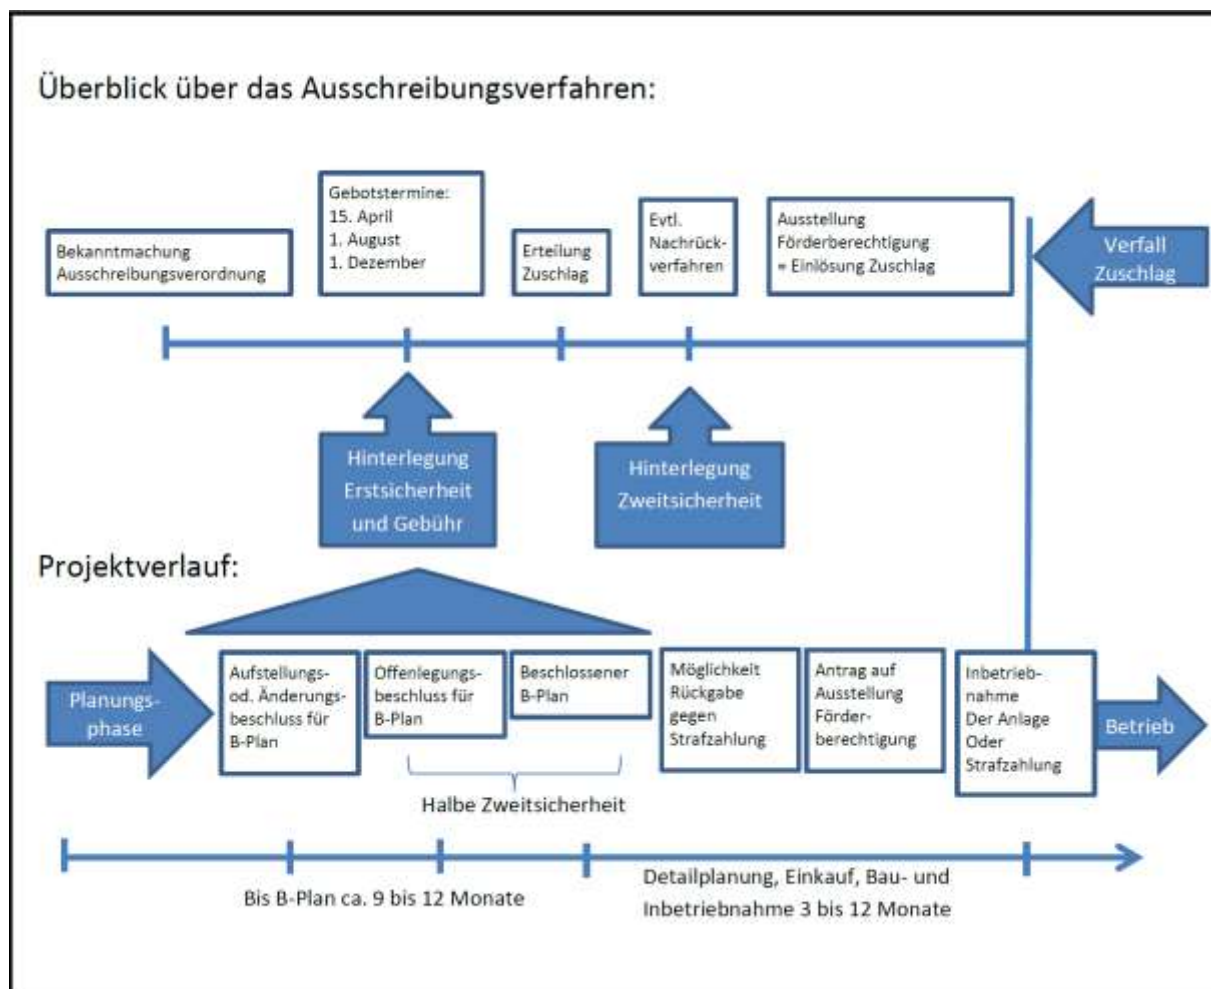 Überblick über das Ausschreibungsverfahren:
Bekanntmachung
Ausschreibungsverordnung
Gebotstermine:
15. April
1. August
1. Dezember
Erteilung
Zuschlag
Evtl.
Nachrück-
verfahren
Ausstellung
Förderberechtigung
= Einlösung Zuschlag
Verfall
Zuschlag
Hinterlegung
Erstsicherheit
und Gebühr
Hinterlegung
Zweitsicherheit
Projektverlauf:
Planungs-
phase
Aufstellungs-
od. Änderungs-
beschluss für
B-Plan
Offenlegungs-
beschluss für
B-Plan
Beschlossener
B-Plan
Möglichkeit
Rückgabe
gegen
Strafzahlung
Antrag auf
Ausstellung
Förder-
berechtigung
Inbetrieb-
nahme
Der Anlage
Oder
Strafzahlung
Betrieb
Halbe Zweitsicherheit
Bis B-Plan ca. 9 bis 12 Monate
Detailplanung, Einkauf, Bau- und
Inbetriebnahme 3 bis 12 Monate